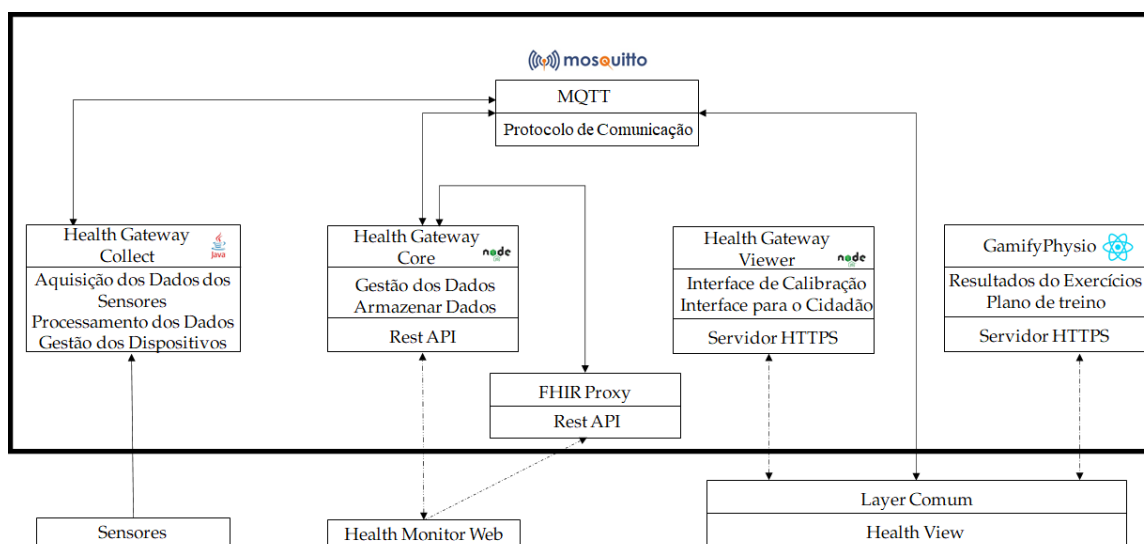 mosquitto
MQTT
Protocolo de Comunicação
Health Gateway
Collect
Java
Aquisição dos Dados dos
Sensores
Processamento dos Dados
Gestão dos Dispositivos
Health Gateway
Core
node
Gestão dos Dados
Armazenar Dados
Rest API
Health Gateway
Viewer
node
Interface de Calibração
Interface para o Cidadão
Servidor HTTPS
GamifyPhysio
Resultados do Exercícios
Plano de treino
Servidor HTTPS
FHIR Proxy
Rest API
Sensores
Health Monitor Web
Layer Comum
Health View